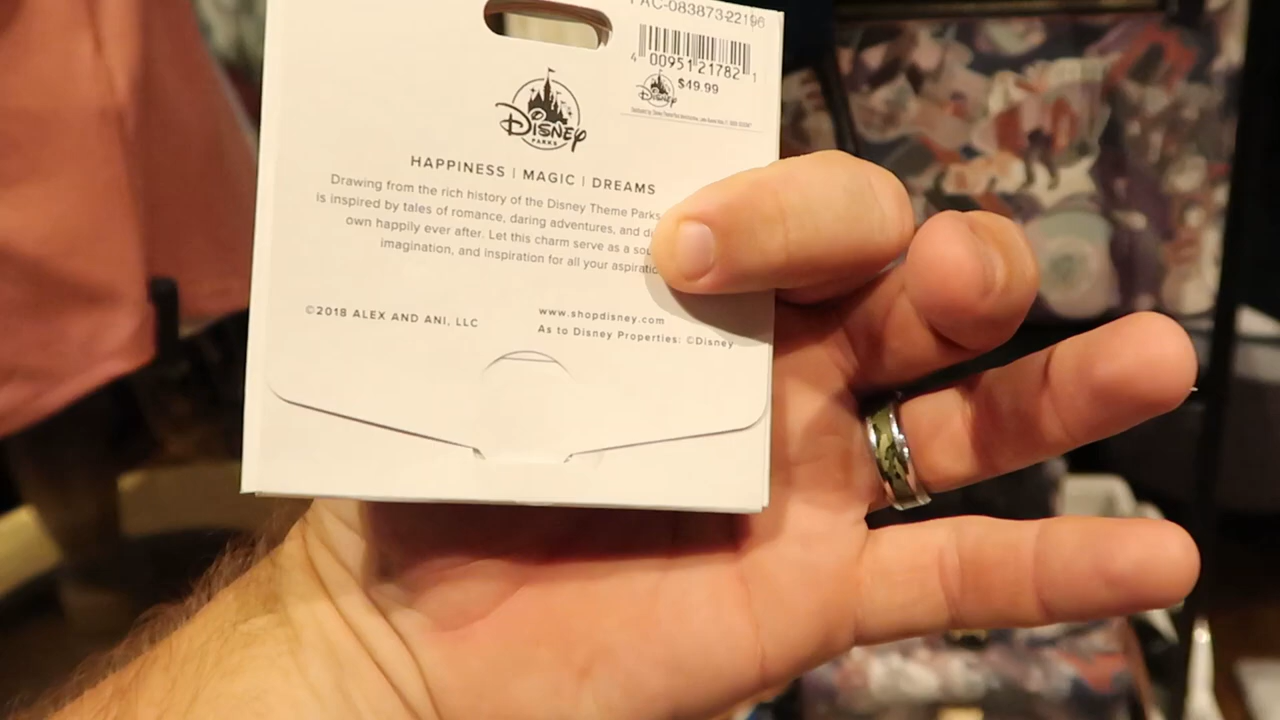 FAC-083873-22196
4 00951 21782 1
$49.99
Disney
Disney
PARKS
HAPPINESS | MAGIC | DREAMS
Drawing from the rich history of the Disney Theme Parks
is inspired by tales of romance, daring adventures, and
own happily ever after. Let this charm serve as a
imagination, and inspiration for all your
©2018 ALEX AND ANI, LLC
www.shopdisney.com
As to Disney Properties: ©Disney